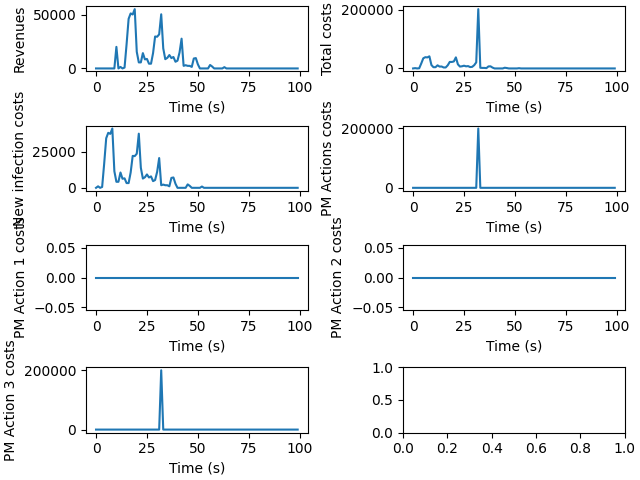 Revenues
50000
0
0 25 50 75 100
Time (s)
Total costs
200000
0
0 25 50 75 100
Time (s)
New infection costs
25000
0
0 25 50 75 100
Time (s)
PM Actions costs
200000
0
0 25 50 75 100
Time (s)
PM Action 1 costs
0.05
0.00
−0.05
0 25 50 75 100
Time (s)
PM Action 2 costs
0.05
0.00
−0.05
0 25 50 75 100
Time (s)
PM Action 3 costs
200000
0
0 25 50 75 100
Time (s)
1.0
0.5
0.0
0.0 0.2 0.4 0.6 0.8 1.0